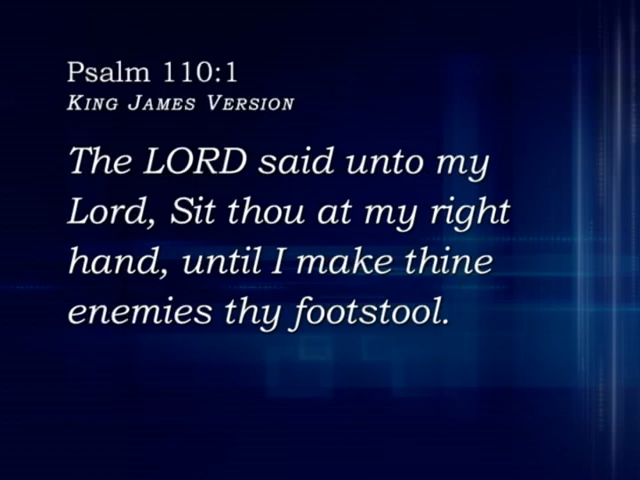 Psalm 110:1
King James Version
The LORD said unto my
Lord, Sit thou at my right
hand, until I make thine
enemies thy footstool.